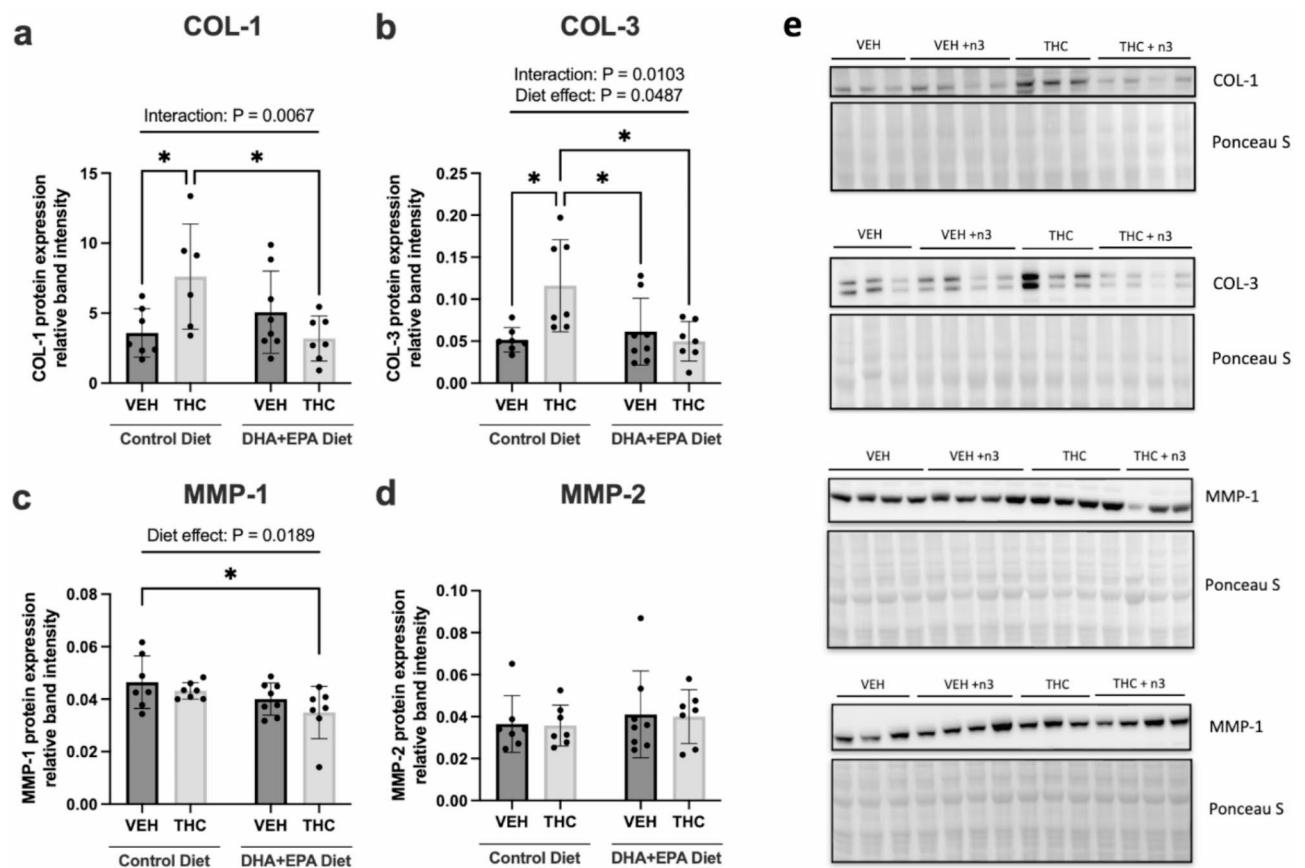 a
COL-1
Interaction: P = 0.0067
*
*
COL-1 protein expression
relative band intensity
15
10
5
0
VEH THC VEH THC
Control Diet DHA+EPA Diet
b
COL-3
Interaction: P = 0.0103
Diet effect: P = 0.0487
*
*
*
COL-3 protein expression
relative band intensity
0.25
0.20
0.15
0.10
0.05
0.00
VEH THC VEH THC
Control Diet DHA+EPA Diet
c
MMP-1
Diet effect: P = 0.0189
*
MMP-1 protein expression
relative band intensity
0.08
0.06
0.04
0.02
0.00
VEH THC VEH THC
Control Diet DHA+EPA Diet
d
MMP-2
MMP-2 protein expression
relative band intensity
0.10
0.08
0.06
0.04
0.02
0.00
VEH THC VEH THC
Control Diet DHA+EPA Diet
e
VEH VEH +n3 THC THC + n3
COL-1
Ponceau S
VEH VEH +n3 THC THC + n3
COL-3
Ponceau S
VEH VEH +n3 THC THC + n3
MMP-1
Ponceau S
VEH VEH +n3 THC THC + n3
MMP-1
Ponceau S